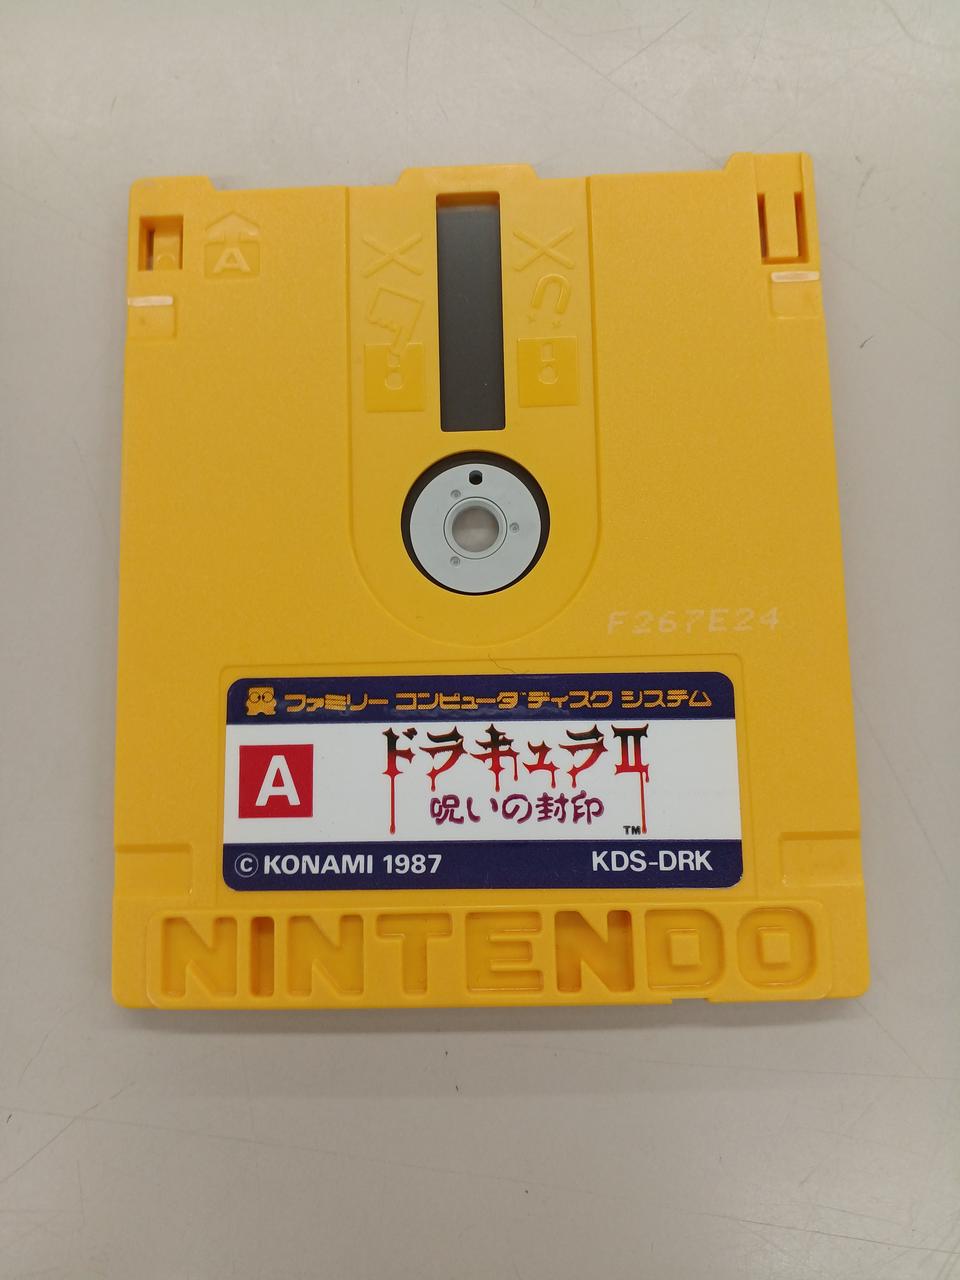 A
F267E24
ファミリー コンピュータ ディスク システム
A
ドラキュラⅡ
呪いの封印
TM
© KONAMI 1987 KDS-DRK
NINTENDO